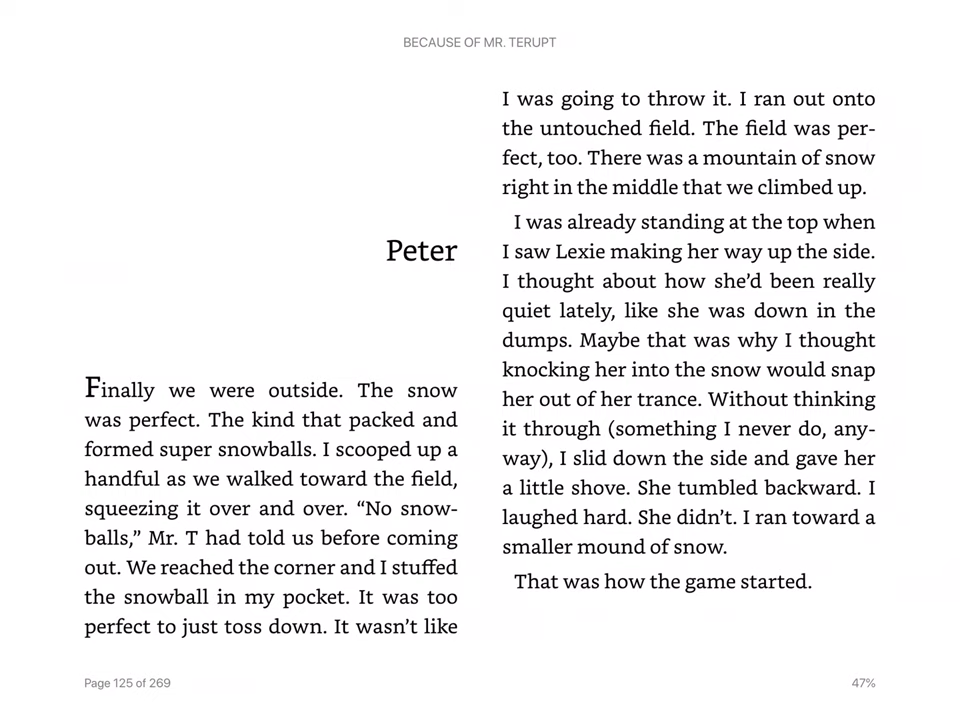 BECAUSE OF MR. TERUPT
Peter
Finally we were outside. The snow
was perfect. The kind that packed and
formed super snowballs. I scooped up a
handful as we walked toward the field,
squeezing it over and over. “No snow-
balls,” Mr. T had told us before coming
out. We reached the corner and I stuffed
the snowball in my pocket. It was too
perfect to just toss down. It wasn’t like
I was going to throw it. I ran out onto
the untouched field. The field was per-
fect, too. There was a mountain of snow
right in the middle that we climbed up.
I was already standing at the top when
I saw Lexie making her way up the side.
I thought about how she’d been really
quiet lately, like she was down in the
dumps. Maybe that was why I thought
knocking her into the snow would snap
her out of her trance. Without thinking
it through (something I never do, any-
way), I slid down the side and gave her
a little shove. She tumbled backward. I
laughed hard. She didn’t. I ran toward a
smaller mound of snow.
That was how the game started.
Page 125 of 269
47%